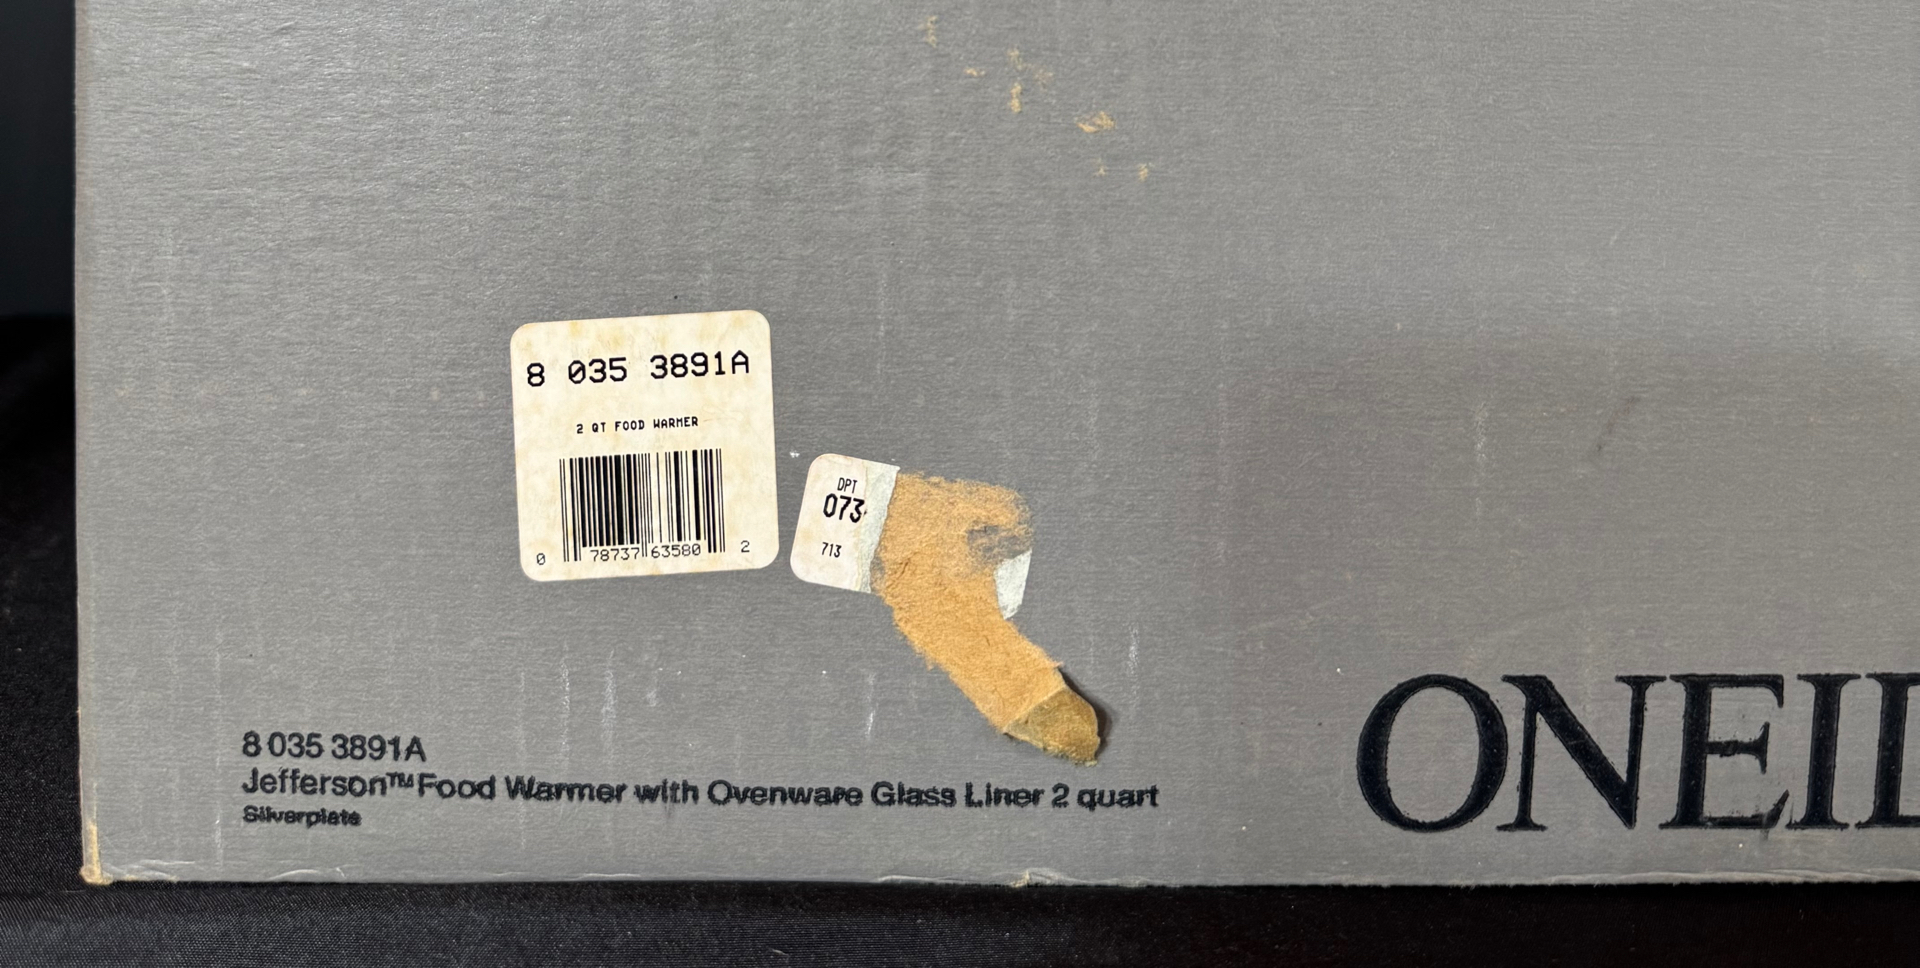 8 035 3891A
2 QT FOOD WARMER
0 78737 63580 2
DPT
073
713
8 035 3891A
Jefferson™ Food Warmer with Ovenware Glass Liner 2 quart
Silverplate
ONEI